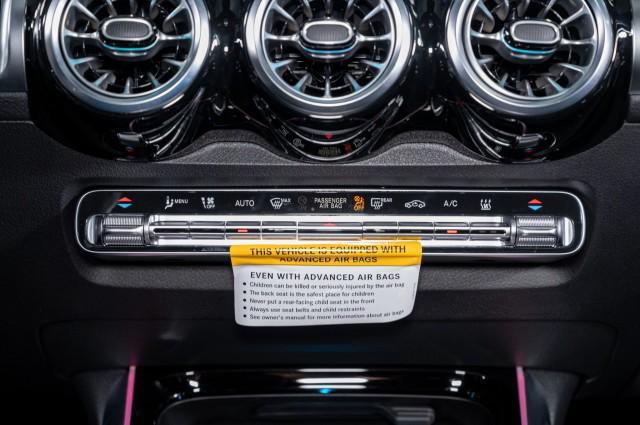 MENU OFF AUTO MAX PASSENGER AIR BAG OFF REAR A/C
THIS VEHICLE IS EQUIPPED WITH
ADVANCED AIR BAGS
EVEN WITH ADVANCED AIR BAGS
• Children can be killed or seriously injured by the air bag
• The back seat is the safest place for children
• Never put a rear-facing child seat in the front
• Always use seat belts and child restraints
• See owner's manual for more information about air bags